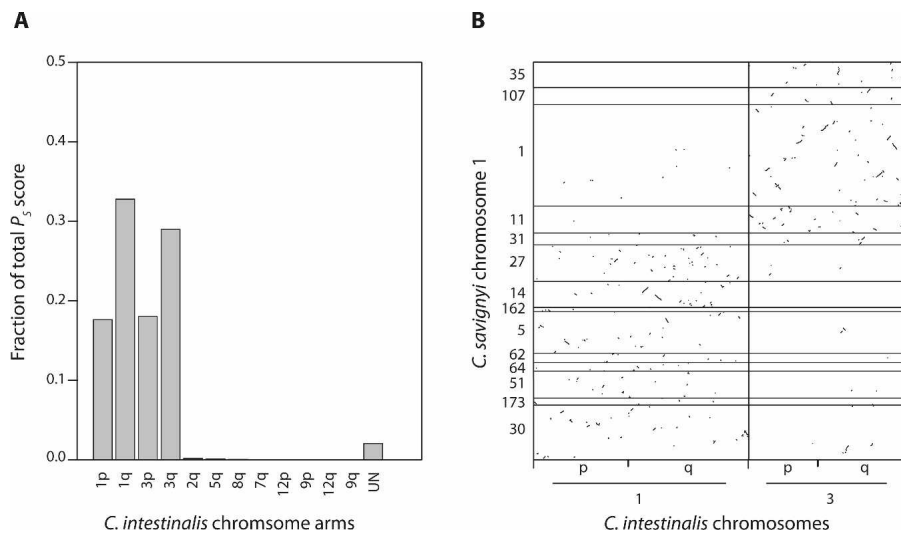 A
B
0.5
0.4
0.3
0.2
0.1
0.0
Fraction of total PS score
1p
1q
3p
3q
2q
5q
8q
7q
12p
9p
12q
9q
UN
C. intestinalis chromsome arms
35
107
1
11
31
27
14
162
5
62
64
51
173
30
C. savignyi chromosome 1
p q p q
1 3
C. intestinalis chromosomes